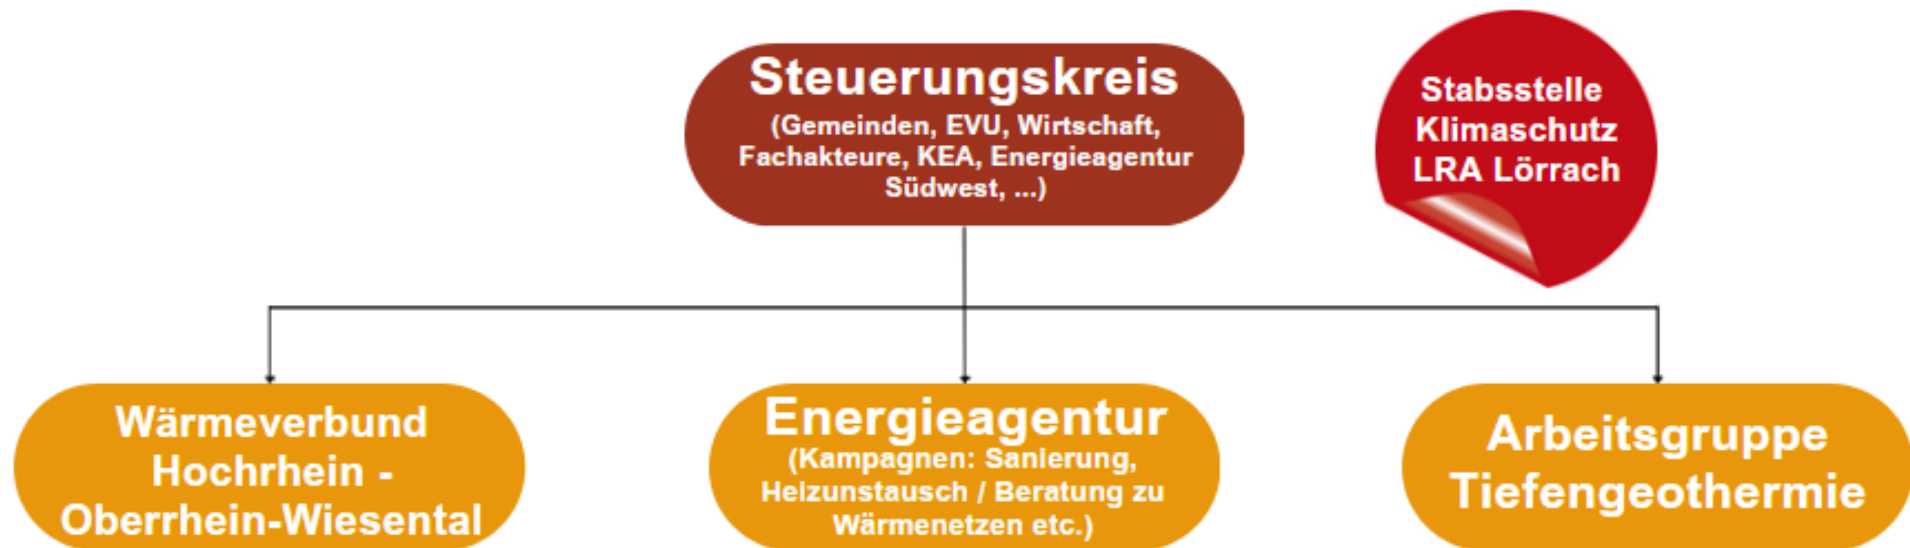 Steuerungskreis
(Gemeinden, EVU, Wirtschaft,
Fachakteure, KEA, Energieagentur
Südwest, ...)
Stabsstelle
Klimaschutz
LRA Lörrach
Wärmeverbund
Hochrhein -
Oberrhein-Wiesental
Energieagentur
(Kampagnen: Sanierung,
Heizunstausch / Beratung zu
Wärmenetzen etc.)
Arbeitsgruppe
Tiefengeothermie